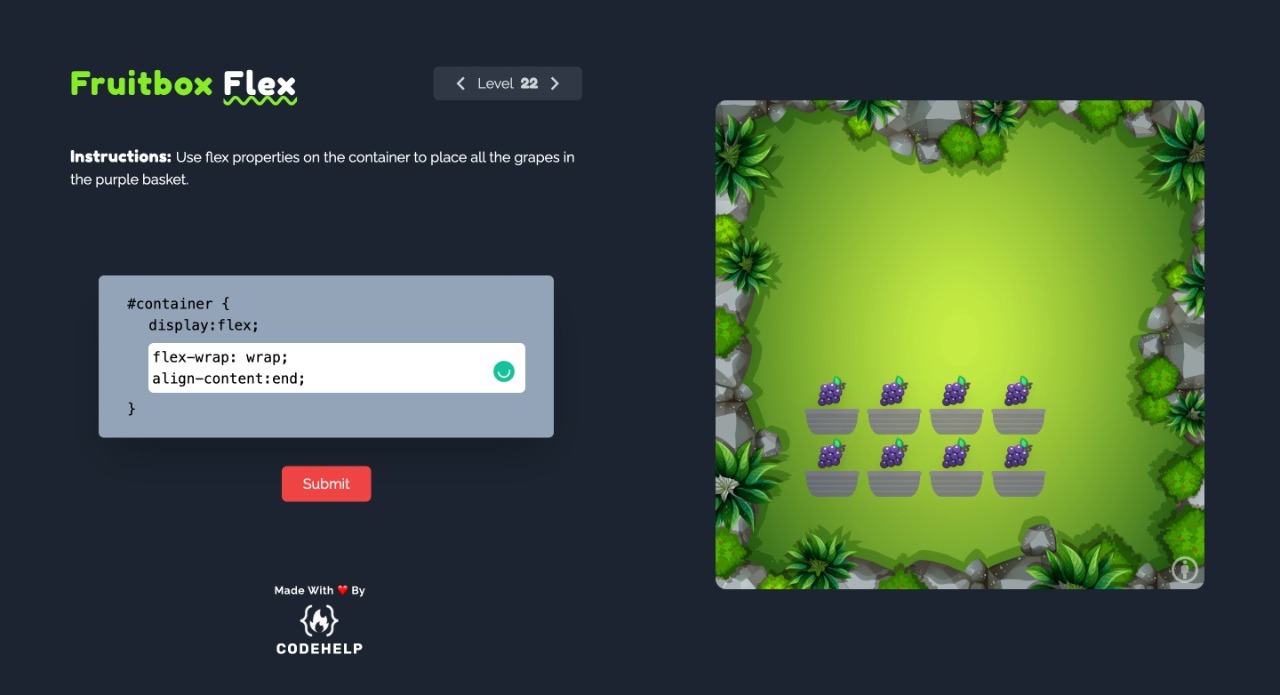 Fruitbox Flex
Level 22
Instructions: Use flex properties on the container to place all the grapes in
the purple basket.
#container {
display:flex;
flex-wrap: wrap;
align-content:end;
}
Submit
Made With ❤️ By
CODEHELP